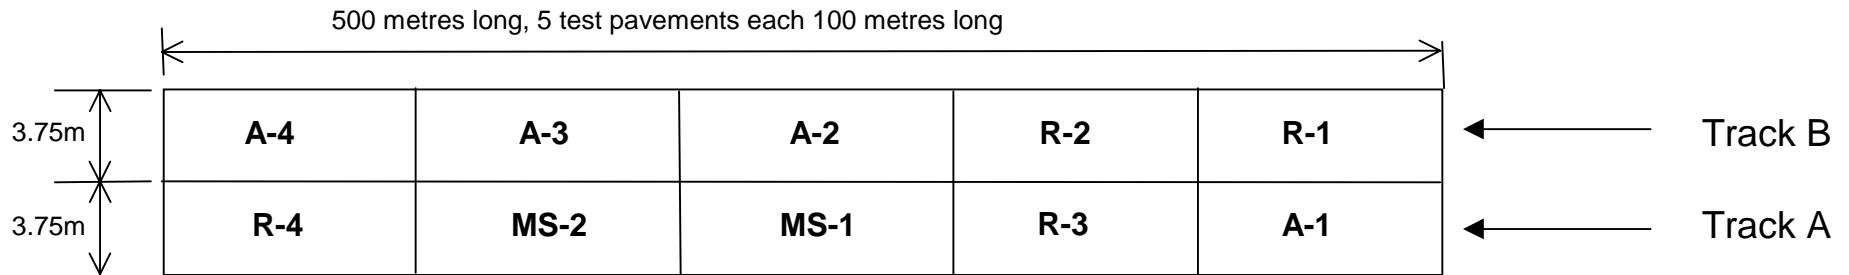 500 metres long, 5 test pavements each 100 metres long
3.75m A-4 A-3 A-2 R-2 R-1 Track B
3.75m R-4 MS-2 MS-1 R-3 A-1 Track A